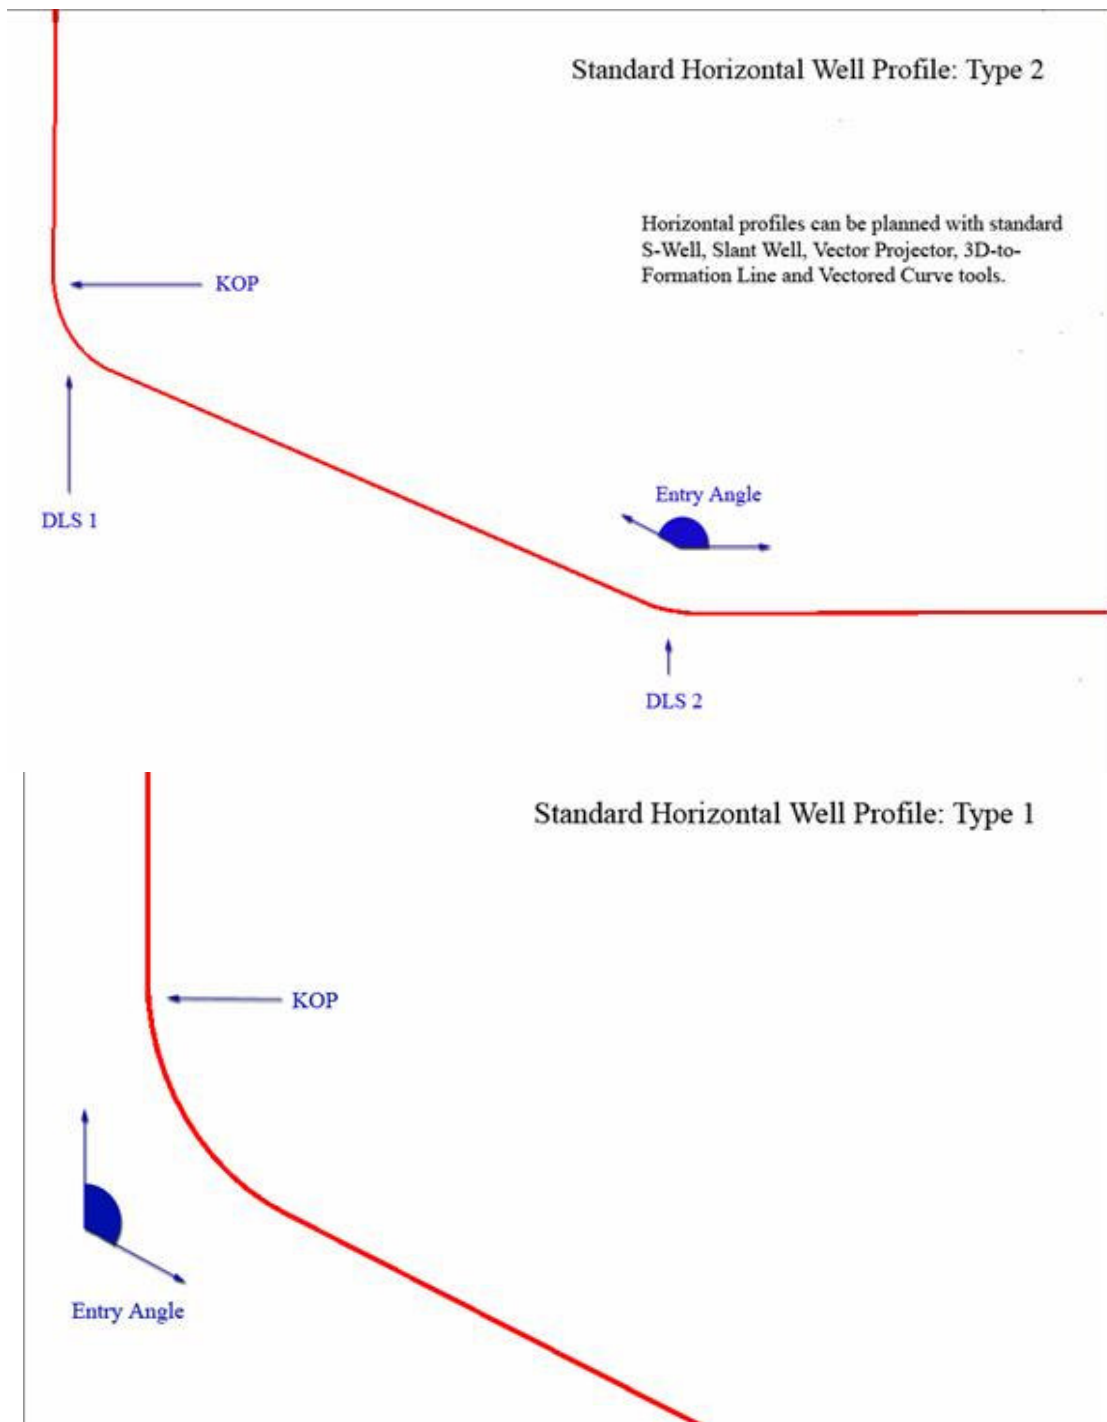 Standard Horizontal Well Profile: Type 2
Horizontal profiles can be planned with standard
S-Well, Slant Well, Vector Projector, 3D-to-
Formation Line and Vectored Curve tools.
KOP
Entry Angle
DLS 1
DLS 2
Standard Horizontal Well Profile: Type 1
KOP
Entry Angle